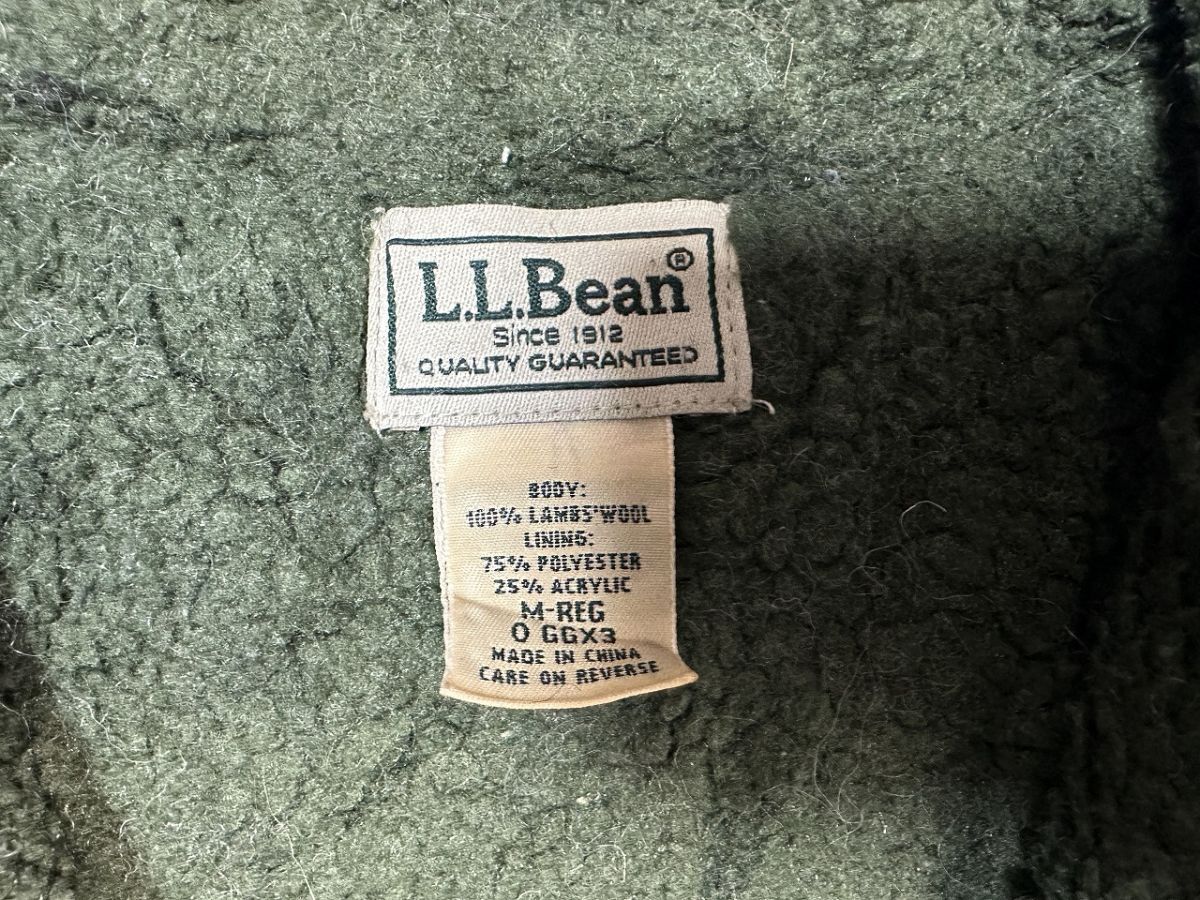 L.L.Bean®
Since 1912
QUALITY GUARANTEED
BODY:
100% LAMBS'WOOL
LINING:
75% POLYESTER
25% ACRYLIC
M-REG
0 GGX3
MADE IN CHINA
CARE ON REVERSE